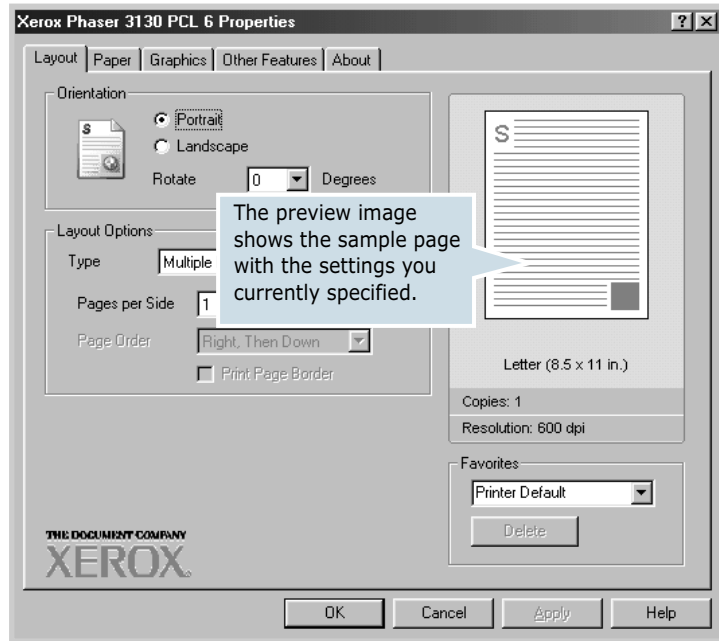 Xerox Phaser 3130 PCL 6 Properties
Layout Paper Graphics Other Features About
Orientation
S
Portrait
Landscape
Rotate 0 Degrees
Layout Options
Type Multiple
Pages per Side 1
Page Order Right, Then Down
Print Page Border
The preview image
shows the sample page
with the settings you
currently specified.
S
Letter (8.5 x 11 in.)
Copies: 1
Resolution: 600 dpi
Favorites
Printer Default
Delete
THE DOCUMENT COMPANY
XEROX
OK Cancel Apply Help